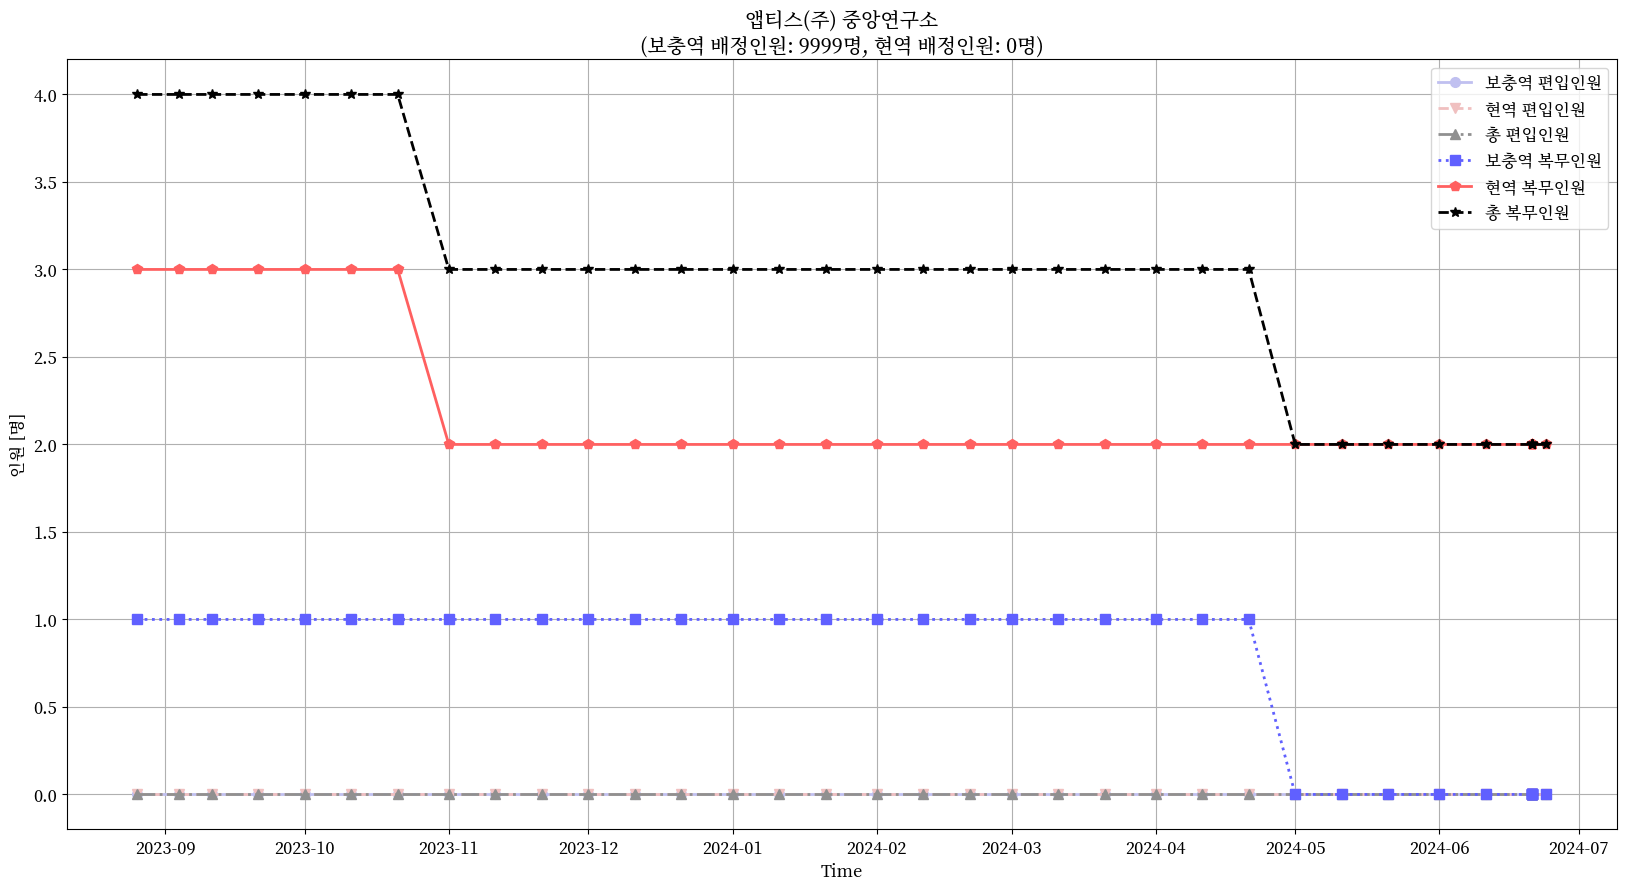 앱티스(주) 중앙연구소
(보충역 배정인원: 9999명, 현역 배정인원: 0명)
보충역 편입인원
현역 편입인원
총 편입인원
보충역 복무인원
현역 복무인원
총 복무인원
인원 [명]
4.0
3.5
3.0
2.5
2.0
1.5
1.0
0.5
0.0
2023-09 2023-10 2023-11 2023-12 2024-01 2024-02 2024-03 2024-04 2024-05 2024-06 2024-07
Time